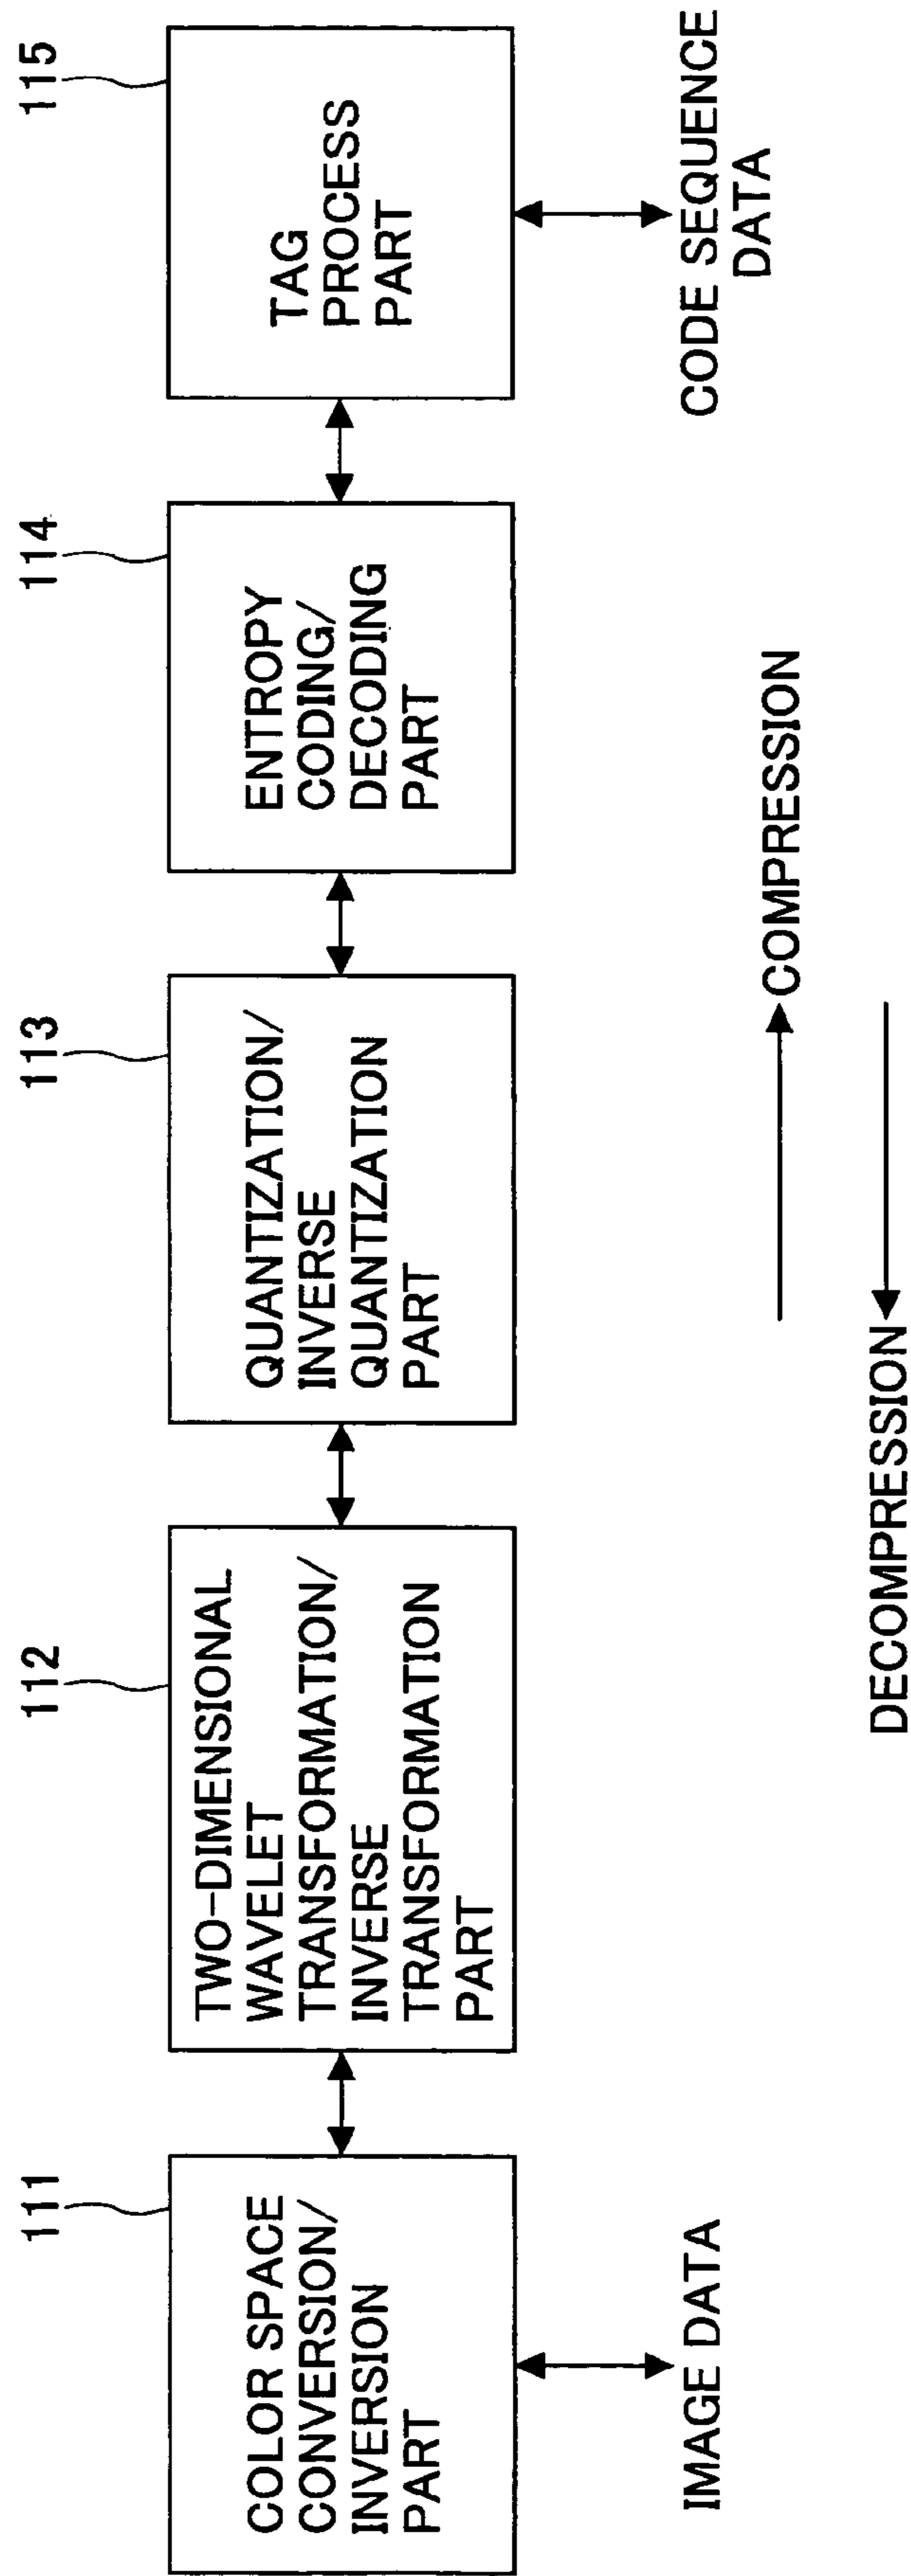 111
COLOR SPACE
CONVERSION/
INVERSION
PART
IMAGE DATA
112
TWO-DIMENSIONAL
WAVELET
TRANSFORMATION/
INVERSE
TRANSFORMATION
PART
113
QUANTIZATION/
INVERSE
QUANTIZATION
PART
114
ENTROPY
CODING/
DECODING
PART
115
TAG
PROCESS
PART
CODE SEQUENCE
DATA
COMPRESSION
DECOMPRESSION